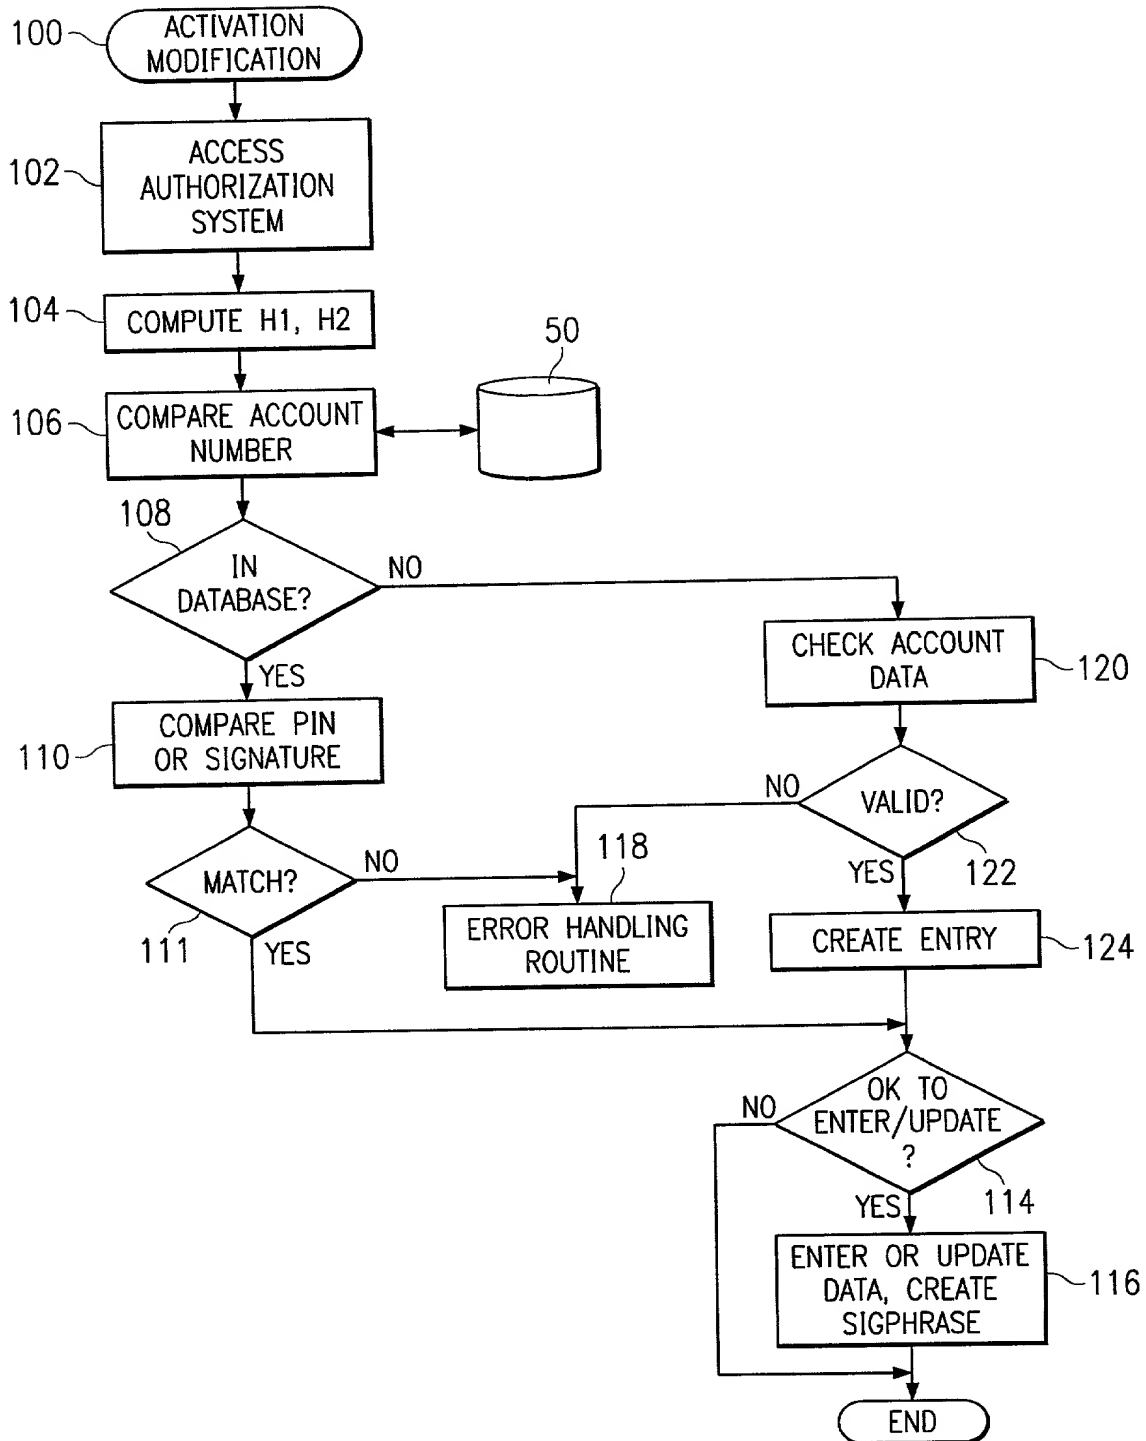 100
ACTIVATION
MODIFICATION
102
ACCESS
AUTHORIZATION
SYSTEM
104
COMPUTE H1, H2
50
106
COMPARE ACCOUNT
NUMBER
108
IN
DATABASE?
NO
YES
CHECK ACCOUNT
DATA
120
110
COMPARE PIN
OR SIGNATURE
NO
VALID?
122
YES
MATCH?
NO
111
YES
118
ERROR HANDLING
ROUTINE
CREATE ENTRY
124
OK TO
ENTER/UPDATE
?
NO
114
YES
ENTER OR UPDATE
DATA, CREATE
SIGPHRASE
116
END